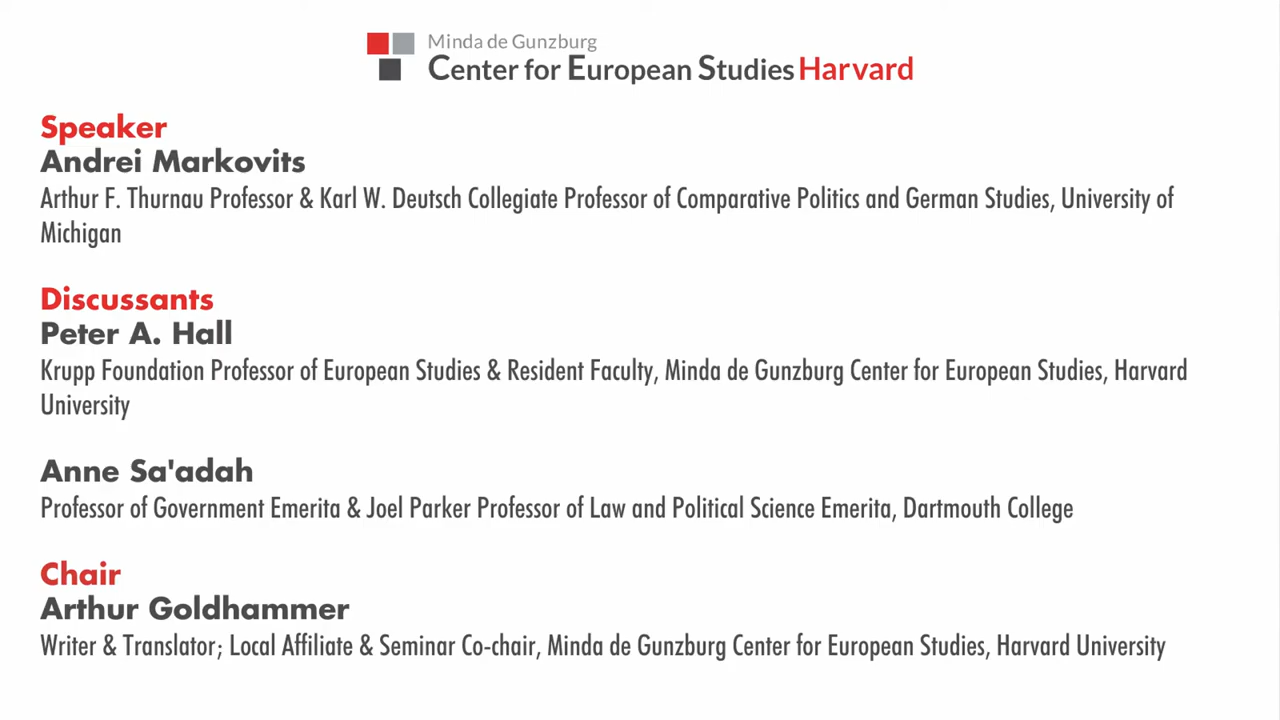 Minda de Gunzburg
Center for European Studies Harvard
Speaker
Andrei Markovits
Arthur F. Thurnau Professor & Karl W. Deutsch Collegiate Professor of Comparative Politics and German Studies, University of
Michigan
Discussants
Peter A. Hall
Krupp Foundation Professor of European Studies & Resident Faculty, Minda de Gunzburg Center for European Studies, Harvard
University
Anne Sa'adah
Professor of Government Emerita & Joel Parker Professor of Law and Political Science Emerita, Dartmouth College
Chair
Arthur Goldhammer
Writer & Translator; Local Affiliate & Seminar Co-chair, Minda de Gunzburg Center for European Studies, Harvard University